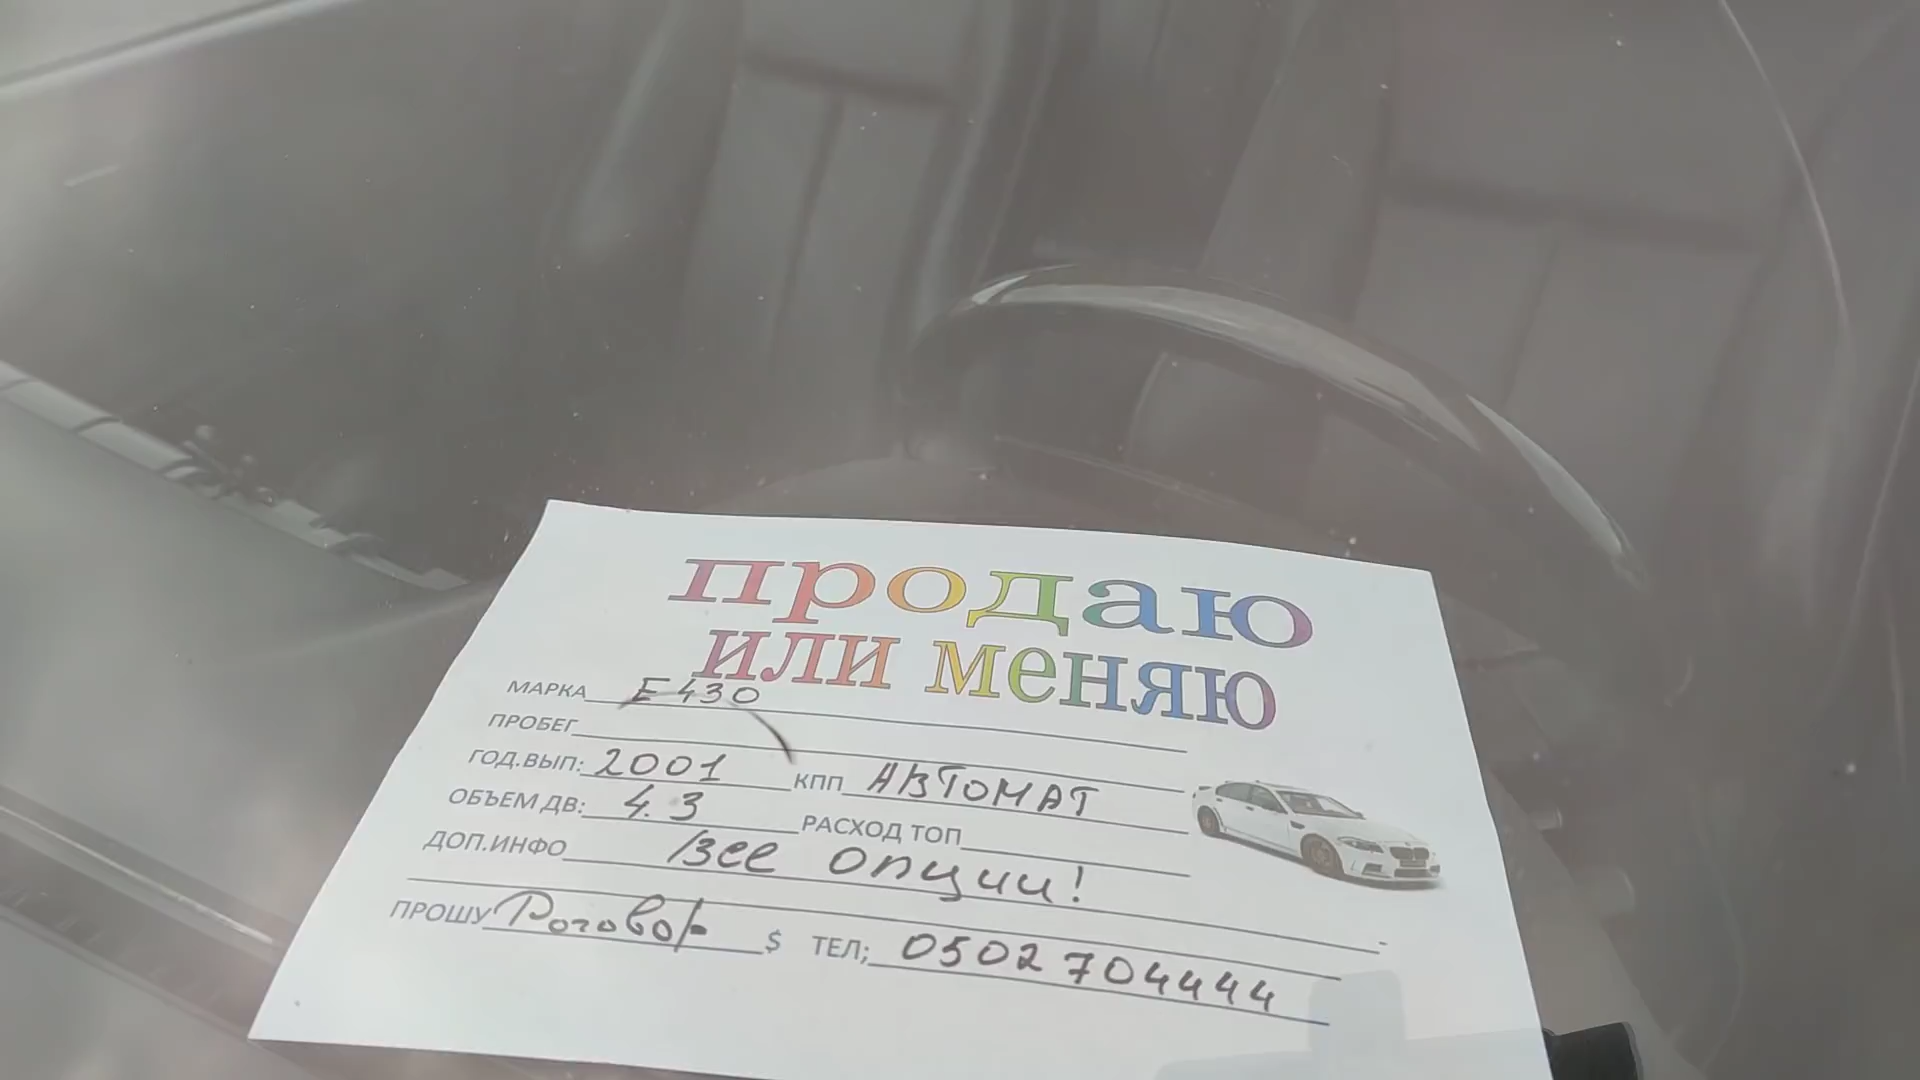 продаю
или меняю
МАРКА E430
ПРОБЕГ
ГОД.ВЫП: 2001 КПП АВТОМАТ
ОБЪЕМ ДВ: 4.3 РАСХОД ТОП
ДОП.ИНФО Все опции!
ПРОШУ Роговор $ ТЕЛ; 0502704444